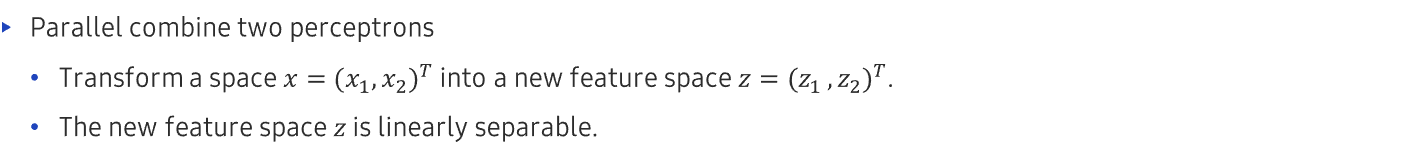 ▸ Parallel combine two perceptrons
• Transform a space x = (x₁, x₂)ᵀ into a new feature space z = (z₁ , z₂)ᵀ.
• The new feature space z is linearly separable.